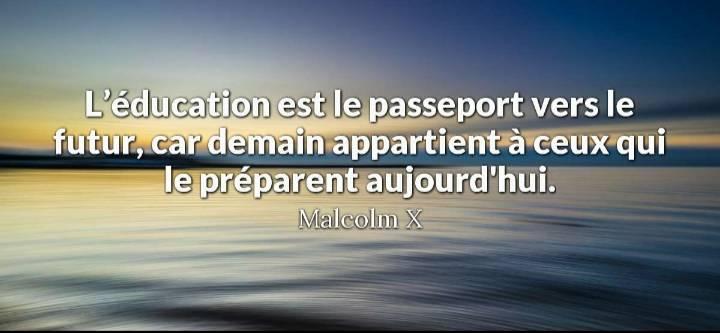 L’éducation est le passeport vers le
futur, car demain appartient à ceux qui
le préparent aujourd'hui.
Malcolm X